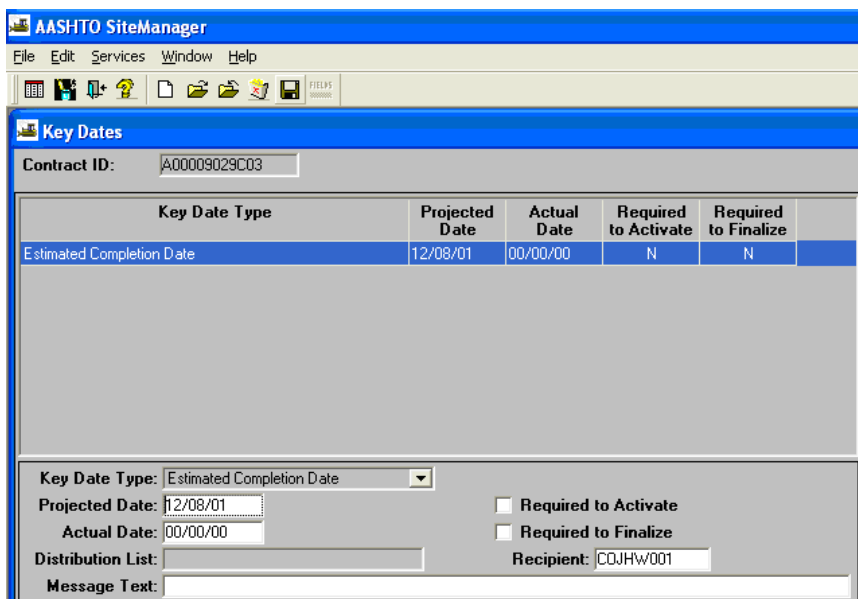 AASHTO SiteManager
File Edit Services Window Help
FIELDS
Key Dates
Contract ID: A00009029C03
Key Date Type Projected Date Actual Date Required to Activate Required to Finalize
Estimated Completion Date 12/08/01 00/00/00 N N
Key Date Type: Estimated Completion Date
Projected Date: 12/08/01 Required to Activate
Actual Date: 00/00/00 Required to Finalize
Distribution List: Recipient: COJHW001
Message Text: